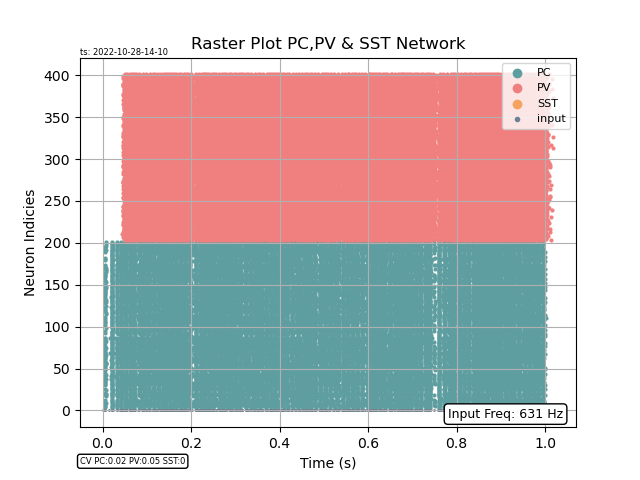 Raster Plot PC,PV & SST Network
ts: 2022-10-28-14-10
PC
PV
SST
input
Neuron Indicies
400
350
300
250
200
150
100
50
0
Input Freq: 631 Hz
0.0 0.2 0.4 0.6 0.8 1.0
Time (s)
CV PC:0.02 PV:0.05 SST:0